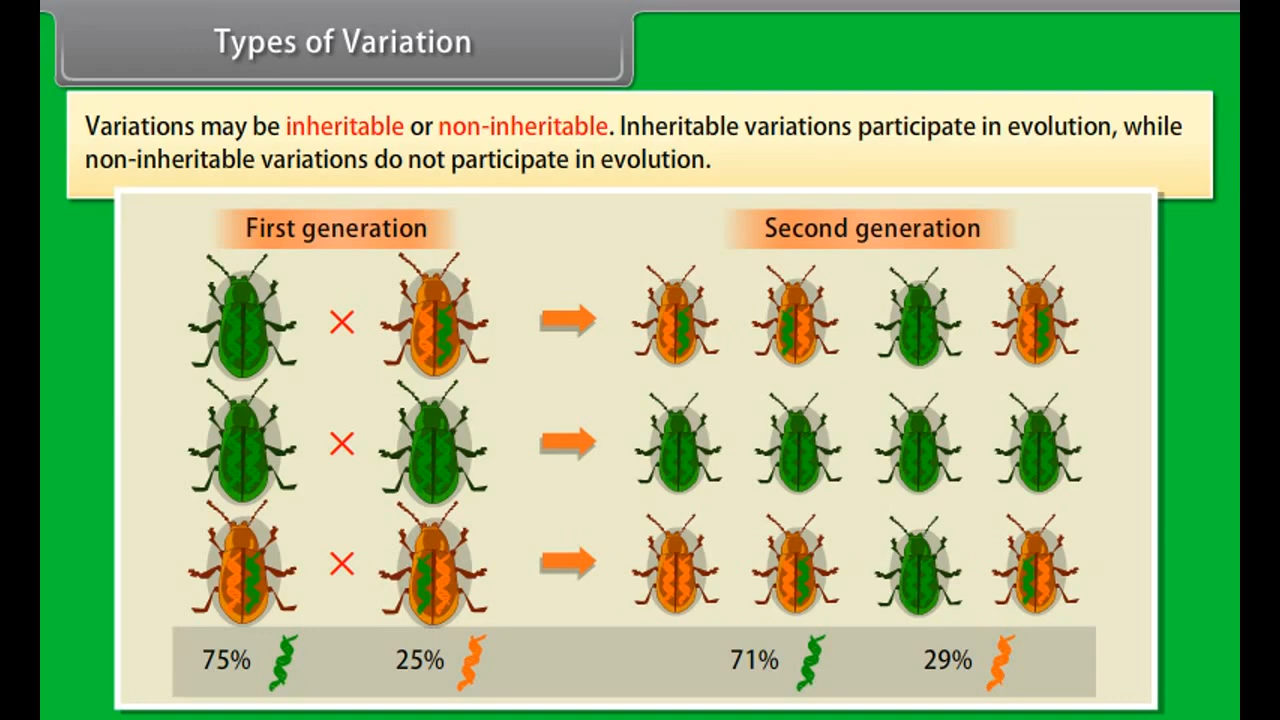 Types of Variation
Variations may be inheritable or non-inheritable. Inheritable variations participate in evolution, while
non-inheritable variations do not participate in evolution.
First generation
Second generation
75%
25%
71%
29%